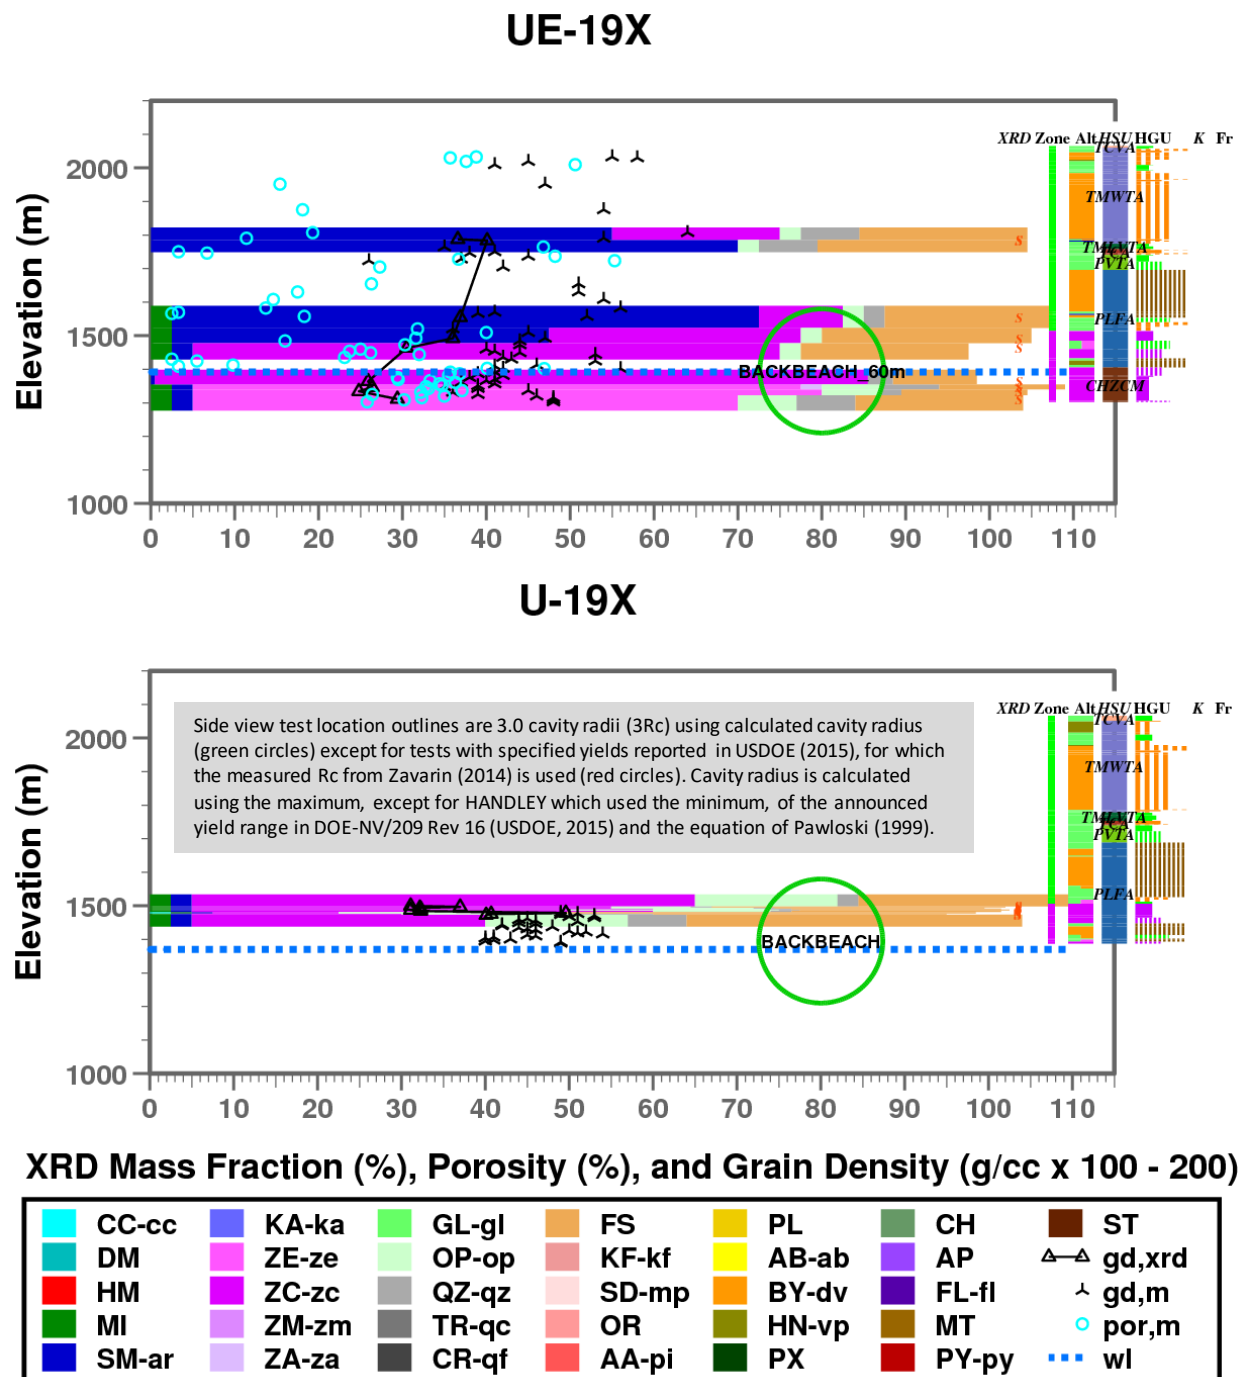 UE-19X
Elevation (m)
2000
1500
1000
0 10 20 30 40 50 60 70 80 90 100 110
BACKBEACH_60m
S
S
S
S
XRD Zone Alt HSU HGU K Fr
TCVA
TMWTA
TMLVTA
PVTA
PLFA
CHZCM
U-19X
Elevation (m)
2000
1500
1000
0 10 20 30 40 50 60 70 80 90 100 110
Side view test location outlines are 3.0 cavity radii (3Rc) using calculated cavity radius
(green circles) except for tests with specified yields reported in USDOE (2015), for which
the measured Rc from Zavarin (2014) is used (red circles). Cavity radius is calculated
using the maximum, except for HANDLEY which used the minimum, of the announced
yield range in DOE-NV/209 Rev 16 (USDOE, 2015) and the equation of Pawloski (1999).
BACKBEACH
XRD Zone Alt HSU HGU K Fr
TCVA
TMWTA
TMLVTA
TCA
PVTA
PLFA
XRD Mass Fraction (%), Porosity (%), and Grain Density (g/cc x 100 - 200)
CC-cc KA-ka GL-gl FS PL CH ST
DM ZE-ze OP-op KF-kf AB-ab AP gd,xrd
HM ZC-zc QZ-qz SD-mp BY-dv FL-fl gd,m
MI ZM-zm TR-qc OR HN-vp MT por,m
SM-ar ZA-za CR-qf AA-pi PX PY-py wl